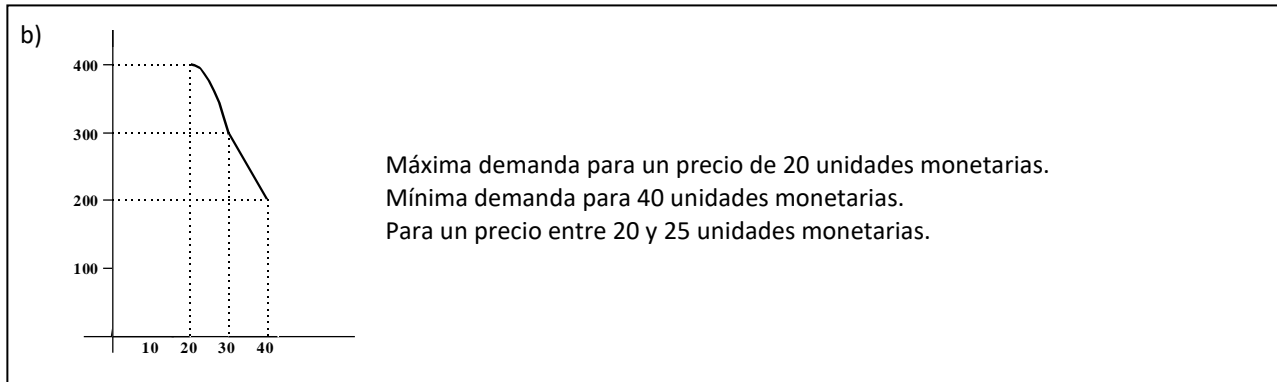 b)
400
300
200
100
10 20 30 40
Máxima demanda para un precio de 20 unidades monetarias.
Mínima demanda para 40 unidades monetarias.
Para un precio entre 20 y 25 unidades monetarias.